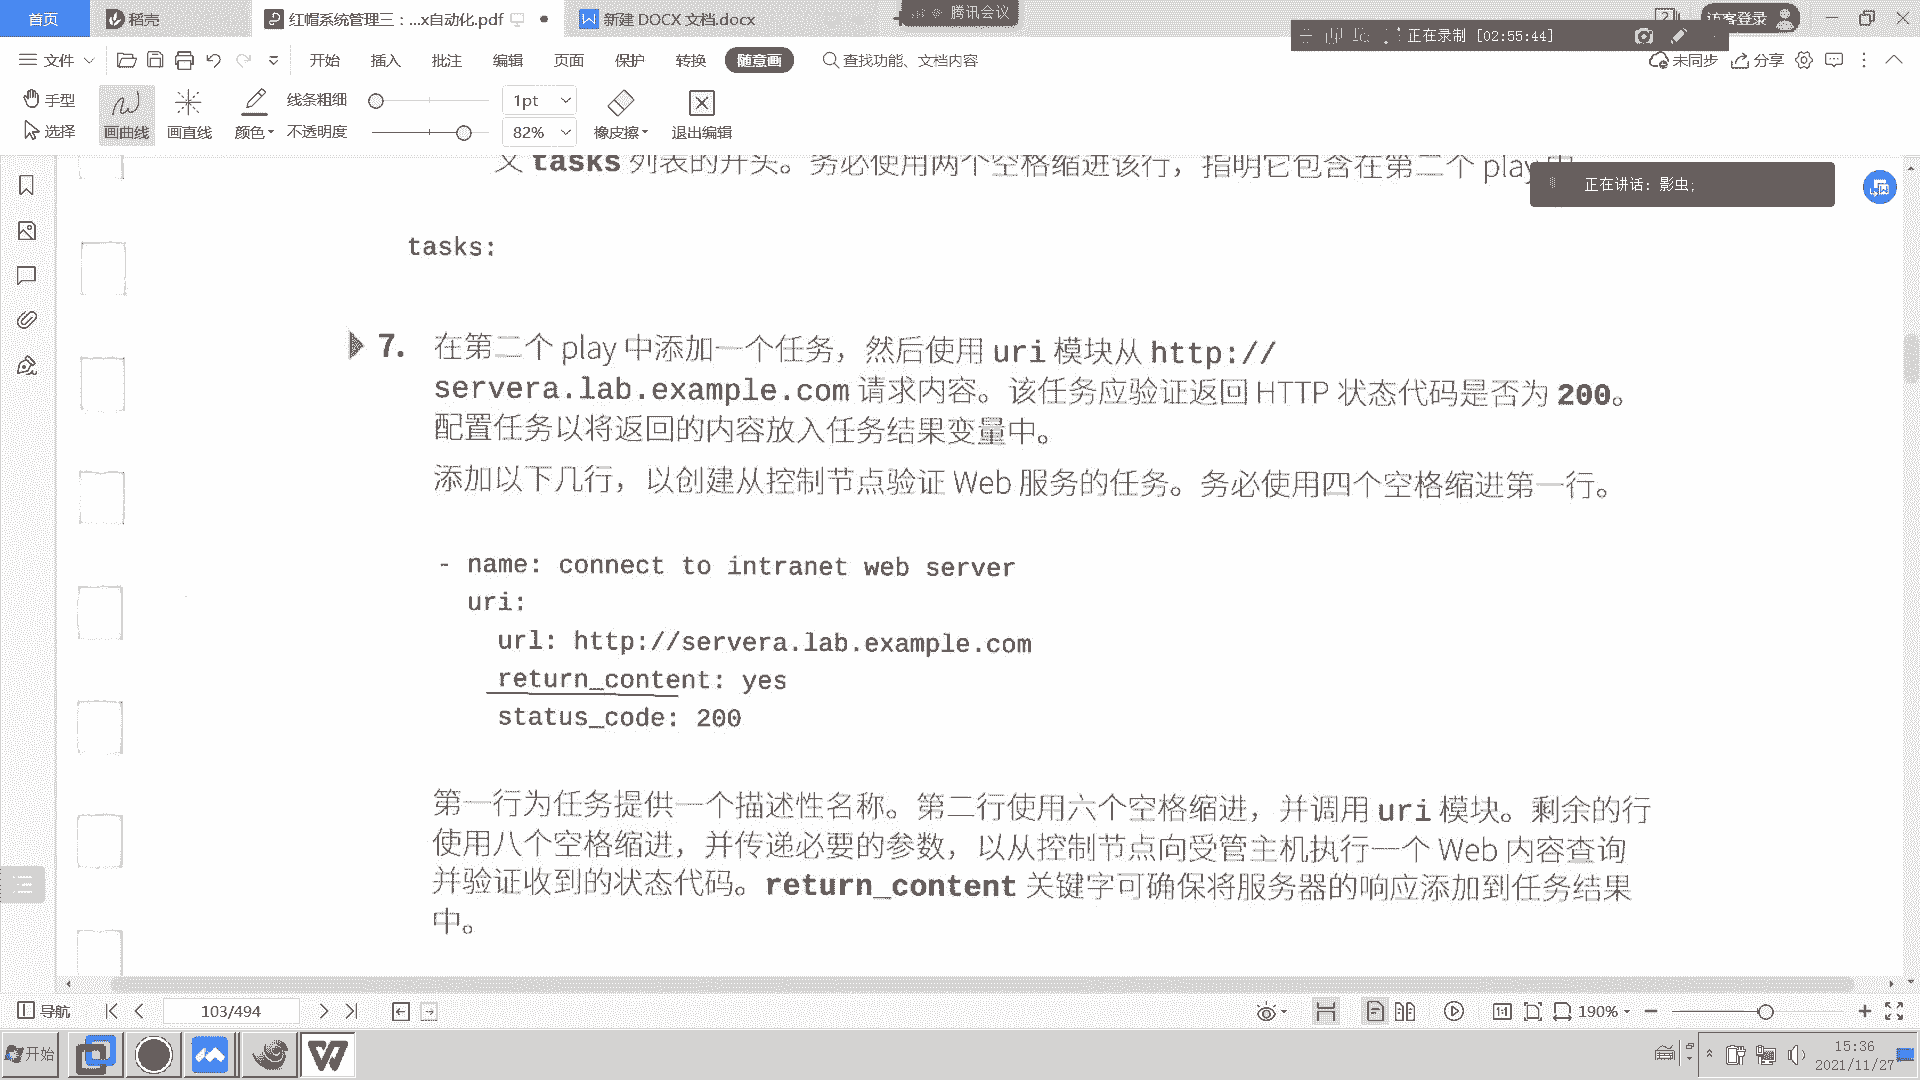 首页
稻壳
红帽系统管理三：...x自动化.pdf
新建 DOCX 文档.docx
腾讯会议
访客登录
正在录制 [02:55:44]
文件
开始
插入
批注
编辑
页面
保护
转换
随意画
查找功能、文档内容
未同步
分享
手型
选择
画曲线
画直线
颜色
线条粗细
1pt
不透明度
82%
橡皮擦
退出编辑
义 tasks 列表的开头。务必使用两个空格缩进该行，指明它包含在第二个 play 中
正在讲话：影虫;
tasks:
7. 在第二个 play 中添加一个任务，然后使用 uri 模块从 http://
servera.lab.example.com 请求内容。该任务应验证返回 HTTP 状态代码是否为 200。
配置任务以将返回的内容放入任务结果变量中。
添加以下几行，以创建从控制节点验证 Web 服务的任务。务必使用四个空格缩进第一行。
- name: connect to intranet web server
uri:
url: http://servera.lab.example.com
return_content: yes
status_code: 200
第一行为任务提供一个描述性名称。第二行使用六个空格缩进，并调用 uri 模块。剩余的行
使用八个空格缩进，并传递必要的参数，以从控制节点向受管主机执行一个 Web 内容查询
并验证收到的状态代码。return_content 关键字可确保将服务器的响应添加到任务结果
中。
导航
103/494
1:1
190%
开始
15:36
2021/11/27